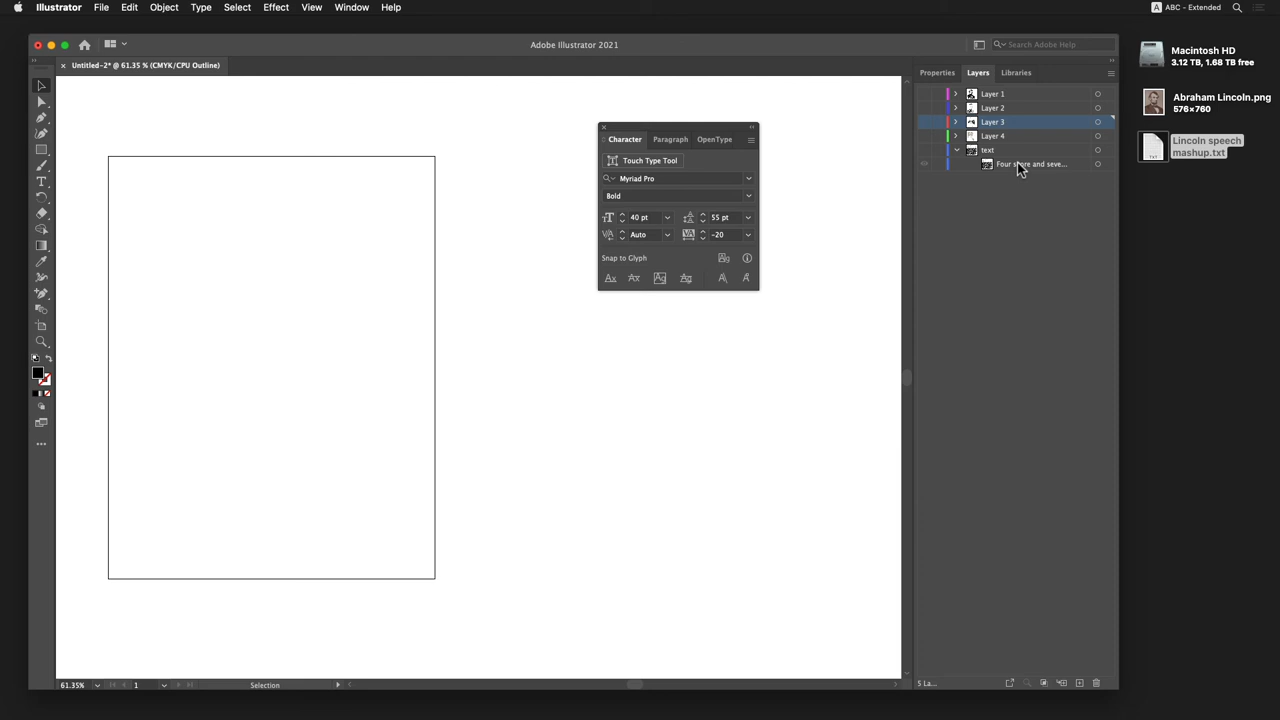 Illustrator File Edit Object Type Select Effect View Window Help
A ABC - Extended
Adobe Illustrator 2021
Search Adobe Help
× Untitled-2* @ 61.35 % (CMYK/CPU Outline)
Properties Layers Libraries
Layer 1
Layer 2
Layer 3
Layer 4
text
Four score and seve...
Character Paragraph OpenType
Touch Type Tool
Myriad Pro
Bold
40 pt 55 pt
Auto -20
Snap to Glyph
Macintosh HD
3.12 TB, 1.68 TB free
Abraham Lincoln.png
576×760
TXT
Lincoln speech
mashup.txt
61.35% 1 Selection
5 La...